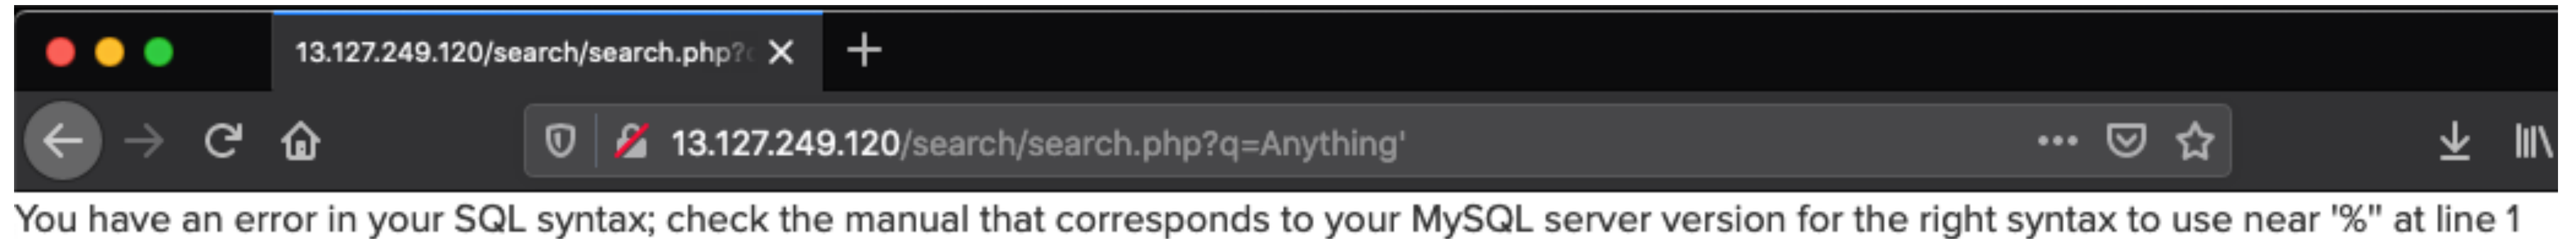 13.127.249.120/search/search.php?
13.127.249.120/search/search.php?q=Anything'
You have an error in your SQL syntax; check the manual that corresponds to your MySQL server version for the right syntax to use near '%'' at line 1